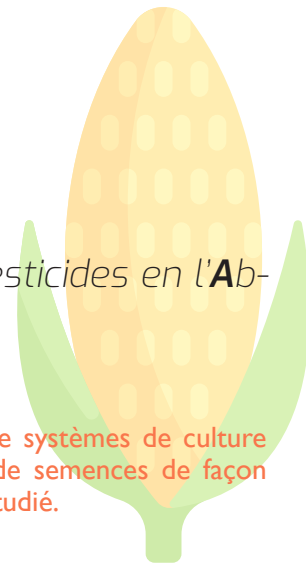 esticides en l'Ab-
e systèmes de culture
de semences de façon
tudié.